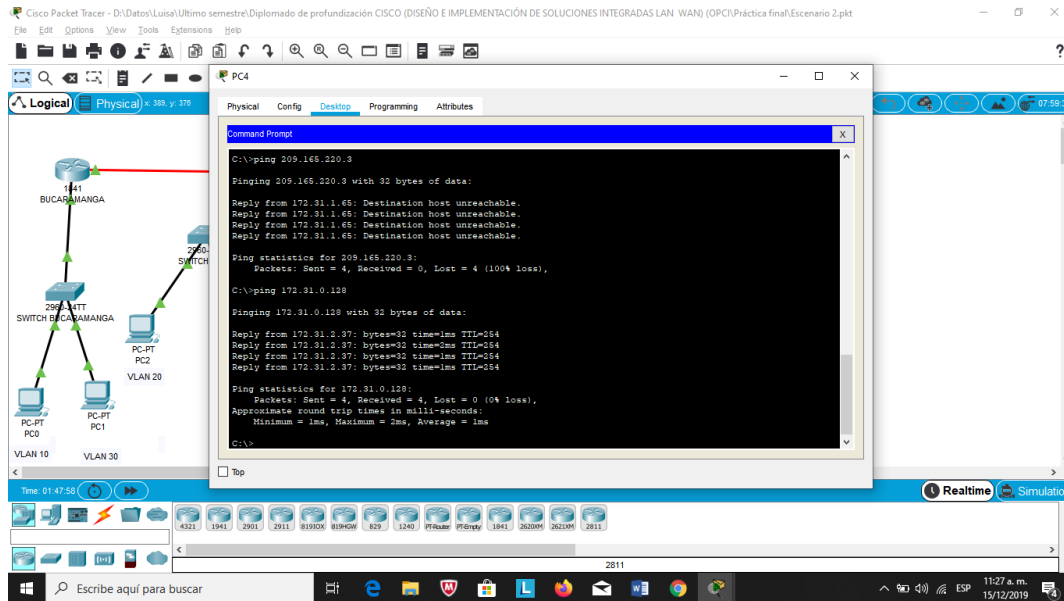 Cisco Packet Tracer - D:\Datos\Luisa\Ultimo semestre\Diplomado de profundización CISCO (DISEÑO E IMPLEMENTACIÓN DE SOLUCIONES INTEGRADAS LAN WAN) (OPCI\Práctica final\Escenario 2.pkt
File Edit Options View Tools Extensions Help
?
PC4
Logical Physical x: 389, y: 376
07:59:
Physical Config Desktop Programming Attributes
Command Prompt
X
C:\>ping 209.165.220.3
Pinging 209.165.220.3 with 32 bytes of data:
Reply from 172.31.1.65: Destination host unreachable.
Reply from 172.31.1.65: Destination host unreachable.
Reply from 172.31.1.65: Destination host unreachable.
Reply from 172.31.1.65: Destination host unreachable.
Ping statistics for 209.165.220.3:
Packets: Sent = 4, Received = 0, Lost = 4 (100% loss),
C:\>ping 172.31.0.128
Pinging 172.31.0.128 with 32 bytes of data:
Reply from 172.31.2.37: bytes=32 time=1ms TTL=254
Reply from 172.31.2.37: bytes=32 time=2ms TTL=254
Reply from 172.31.2.37: bytes=32 time=1ms TTL=254
Reply from 172.31.2.37: bytes=32 time=1ms TTL=254
Ping statistics for 172.31.0.128:
Packets: Sent = 4, Received = 4, Lost = 0 (0% loss),
Approximate round trip times in milli-seconds:
Minimum = 1ms, Maximum = 2ms, Average = 1ms
C:\>
Top
1841
BUCARAMANGA
2960-
SWITCH
2960-24TT
SWITCH BUCARAMANGA
PC-PT
PC2
VLAN 20
PC-PT
PC0
PC-PT
PC1
VLAN 10
VLAN 30
Time: 01:47:58
Realtime
Simulatio
4321 1941 2901 2911 819IOX 819HGW 829 1240 PT-Router PT-Empty 1841 2620XM 2621XM 2811
2811
Escribe aquí para buscar
ESP
11:27 a. m.
15/12/2019